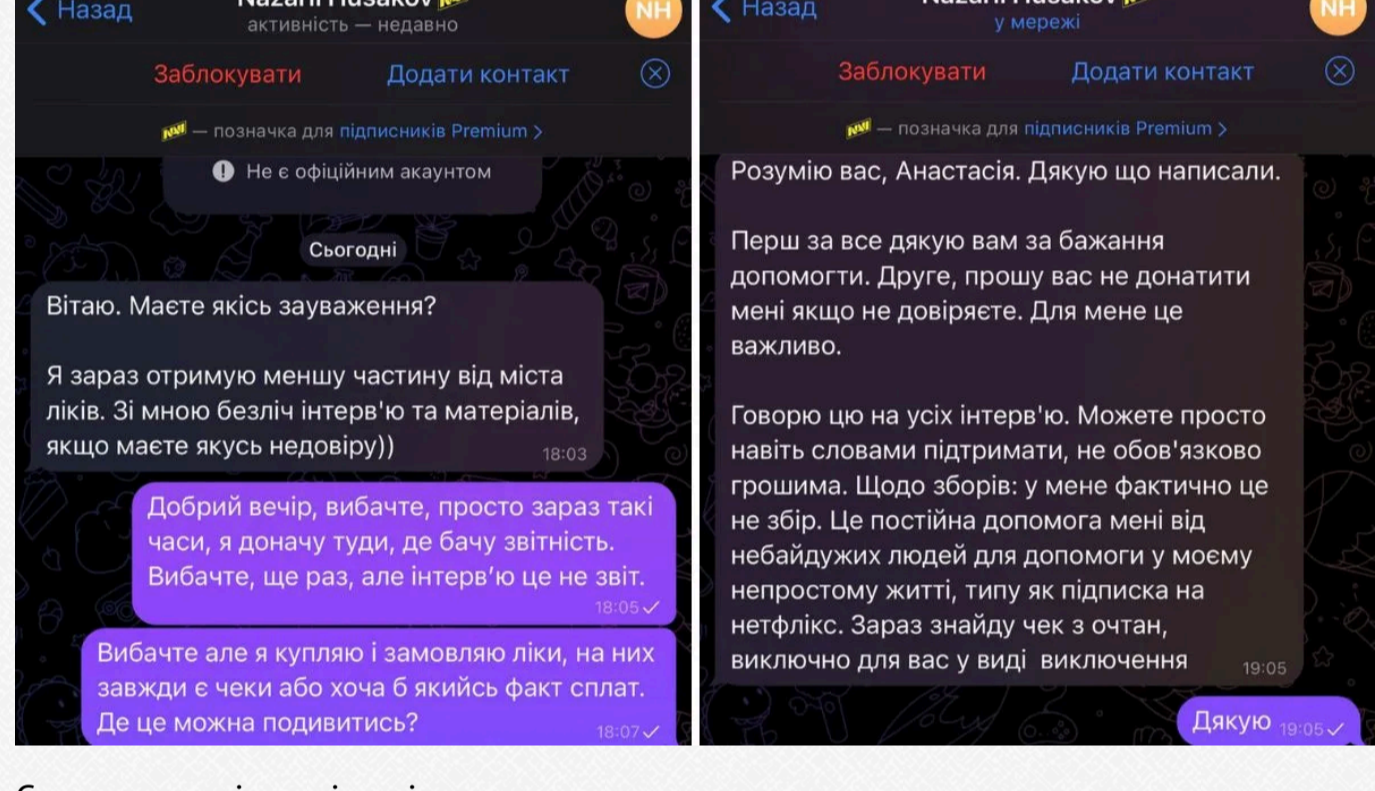 Назад
активність — недавно
NH
Заблокувати
Додати контакт
— позначка для підписників Premium >
Не є офіційним акаунтом
Сьогодні
Вітаю. Маєте якісь зауваження?
Я зараз отримую меншу частину від міста
ліків. Зі мною безліч інтерв'ю та матеріалів,
якщо маєте якусь недовіру))
18:03
Добрий вечір, вибачте, просто зараз такі
часи, я доначу туди, де бачу звітність.
Вибачте, ще раз, але інтерв’ю це не звіт.
18:05
Вибачте але я купляю і замовляю ліки, на них
завжди є чеки або хоча б якийсь факт сплат.
Де це можна подивитись?
18:07
Назад
у мережі
NH
Заблокувати
Додати контакт
— позначка для підписників Premium >
Розумію вас, Анастасія. Дякую що написали.
Перш за все дякую вам за бажання
допомогти. Друге, прошу вас не донатити
мені якщо не довіряєте. Для мене це
важливо.
Говорю цю на усіх інтерв'ю. Можете просто
навіть словами підтримати, не обов'язково
грошима. Щодо зборів: у мене фактично це
не збір. Це постійна допомога мені від
небайдужих людей для допомоги у моєму
непростому житті, типу як підписка на
нетфлікс. Зараз знайду чек з очтан,
виключно для вас у виді виключення
19:05
Дякую 19:05